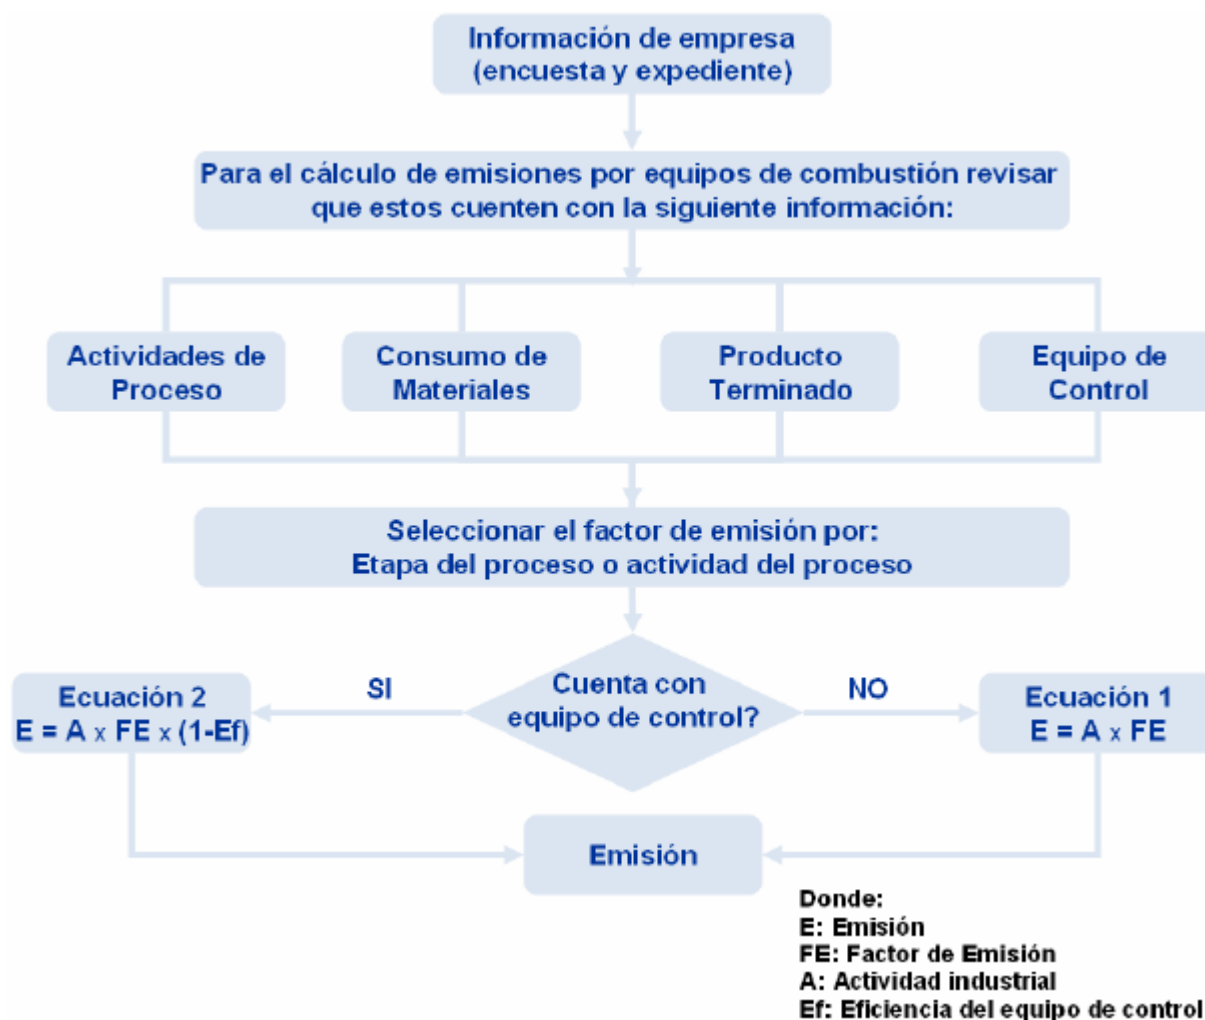 Información de empresa
(encuesta y expediente)
Para el cálculo de emisiones por equipos de combustión revisar
que estos cuenten con la siguiente información:
Actividades de
Proceso
Consumo de
Materiales
Producto
Terminado
Equipo de
Control
Seleccionar el factor de emisión por:
Etapa del proceso o actividad del proceso
Cuenta con
equipo de control?
SI
NO
Ecuación 2
E = A x FE x (1-Ef)
Ecuación 1
E = A x FE
Emisión
Donde:
E: Emisión
FE: Factor de Emisión
A: Actividad industrial
Ef: Eficiencia del equipo de control